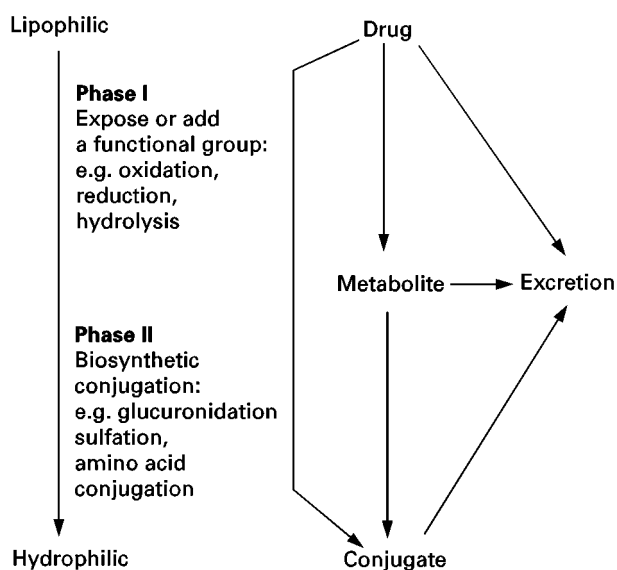 Lipophilic
Drug
Phase I
Expose or add
a functional group:
e.g. oxidation,
reduction,
hydrolysis
Metabolite
Excretion
Phase II
Biosynthetic
conjugation:
e.g. glucuronidation
sulfation,
amino acid
conjugation
Hydrophilic
Conjugate